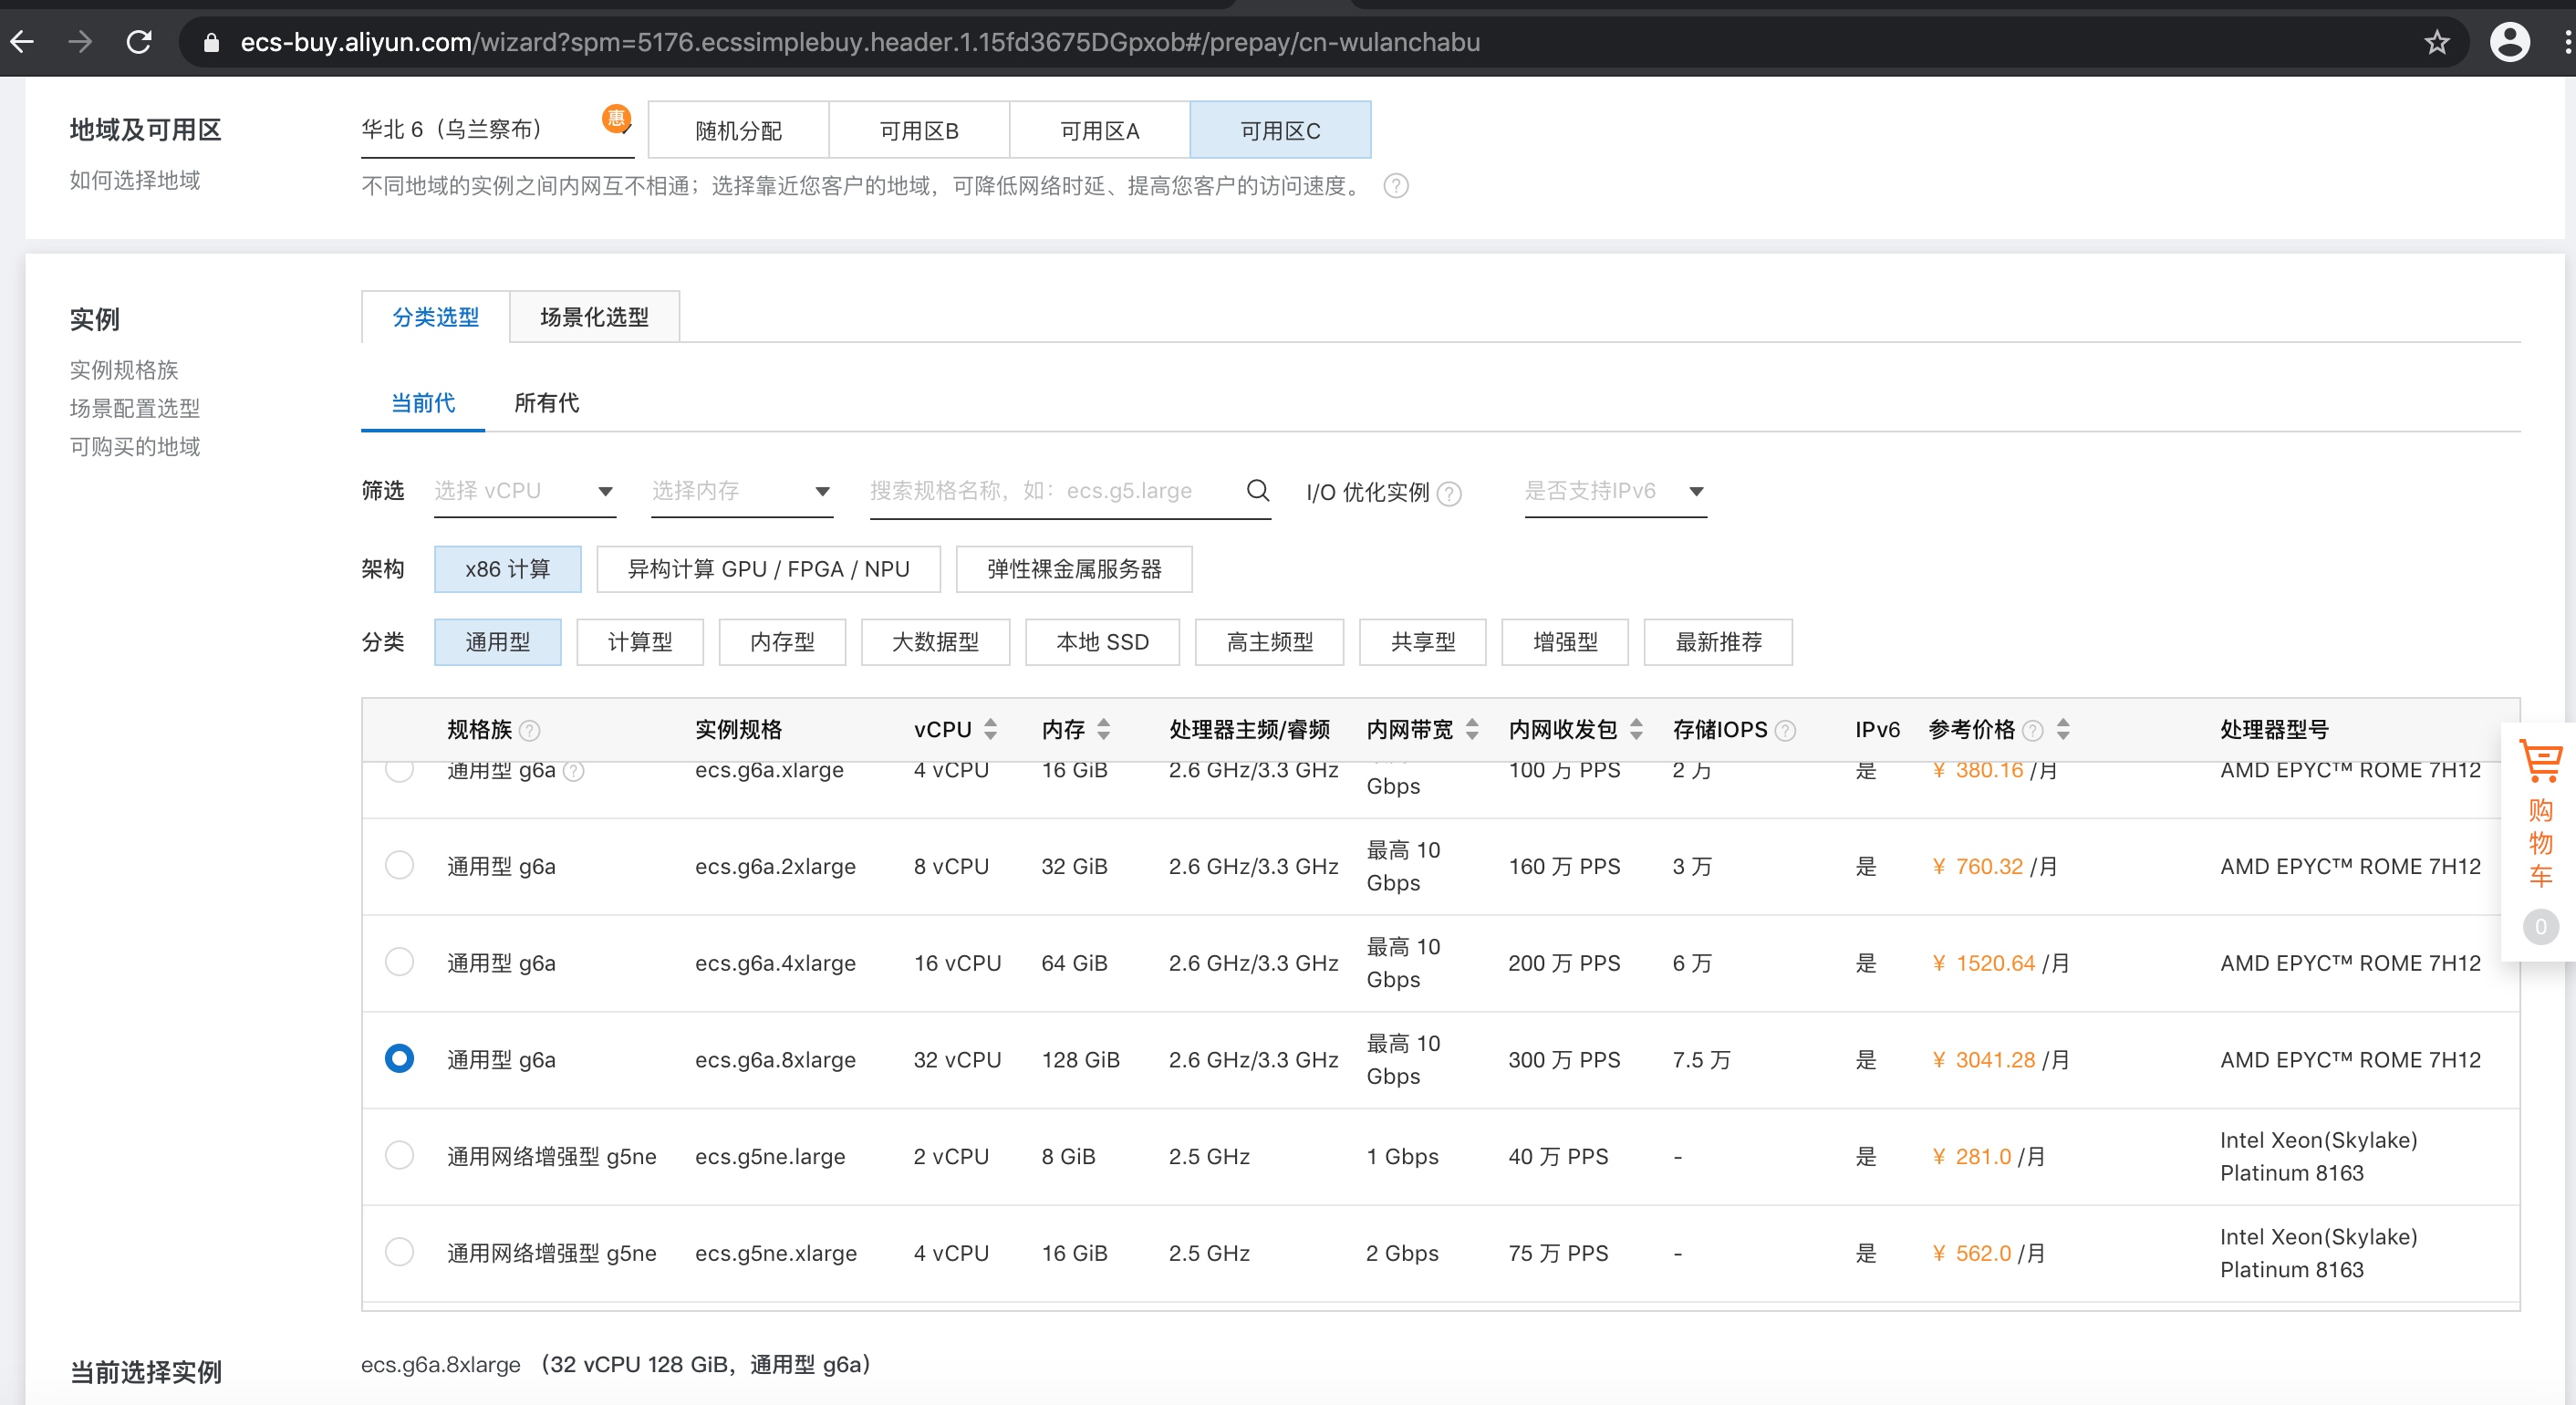 ecs-buy.aliyun.com/wizard?spm=5176.ecssimplebuy.header.1.15fd3675DGpxob#/prepay/cn-wulanchabu
地域及可用区 华北 6（乌兰察布） 惠 随机分配 可用区B 可用区A 可用区C
如何选择地域 不同地域的实例之间内网互不相通；选择靠近您客户的地域，可降低网络时延、提高您客户的访问速度。 ?
实例 分类选型 场景化选型
实例规格族
场景配置选型
可购买的地域
当前代 所有代
筛选 选择 vCPU 选择内存 搜索规格名称，如：ecs.g5.large I/O 优化实例 ? 是否支持IPv6
架构 x86 计算 异构计算 GPU / FPGA / NPU 弹性裸金属服务器
分类 通用型 计算型 内存型 大数据型 本地 SSD 高主频型 共享型 增强型 最新推荐
规格族 ? 实例规格 vCPU 内存 处理器主频/睿频 内网带宽 内网收发包 存储IOPS ? IPv6 参考价格 ? 处理器型号
通用型 g6a ? ecs.g6a.xlarge 4 vCPU 16 GiB 2.6 GHz/3.3 GHz Gbps 100 万 PPS 2 万 是 ¥ 380.16 /月 AMD EPYC™ ROME 7H12
通用型 g6a ecs.g6a.2xlarge 8 vCPU 32 GiB 2.6 GHz/3.3 GHz 最高 10 Gbps 160 万 PPS 3 万 是 ¥ 760.32 /月 AMD EPYC™ ROME 7H12
通用型 g6a ecs.g6a.4xlarge 16 vCPU 64 GiB 2.6 GHz/3.3 GHz 最高 10 Gbps 200 万 PPS 6 万 是 ¥ 1520.64 /月 AMD EPYC™ ROME 7H12
通用型 g6a ecs.g6a.8xlarge 32 vCPU 128 GiB 2.6 GHz/3.3 GHz 最高 10 Gbps 300 万 PPS 7.5 万 是 ¥ 3041.28 /月 AMD EPYC™ ROME 7H12
通用网络增强型 g5ne ecs.g5ne.large 2 vCPU 8 GiB 2.5 GHz 1 Gbps 40 万 PPS - 是 ¥ 281.0 /月 Intel Xeon(Skylake) Platinum 8163
通用网络增强型 g5ne ecs.g5ne.xlarge 4 vCPU 16 GiB 2.5 GHz 2 Gbps 75 万 PPS - 是 ¥ 562.0 /月 Intel Xeon(Skylake) Platinum 8163
购物车
0
当前选择实例 ecs.g6a.8xlarge （32 vCPU 128 GiB，通用型 g6a）